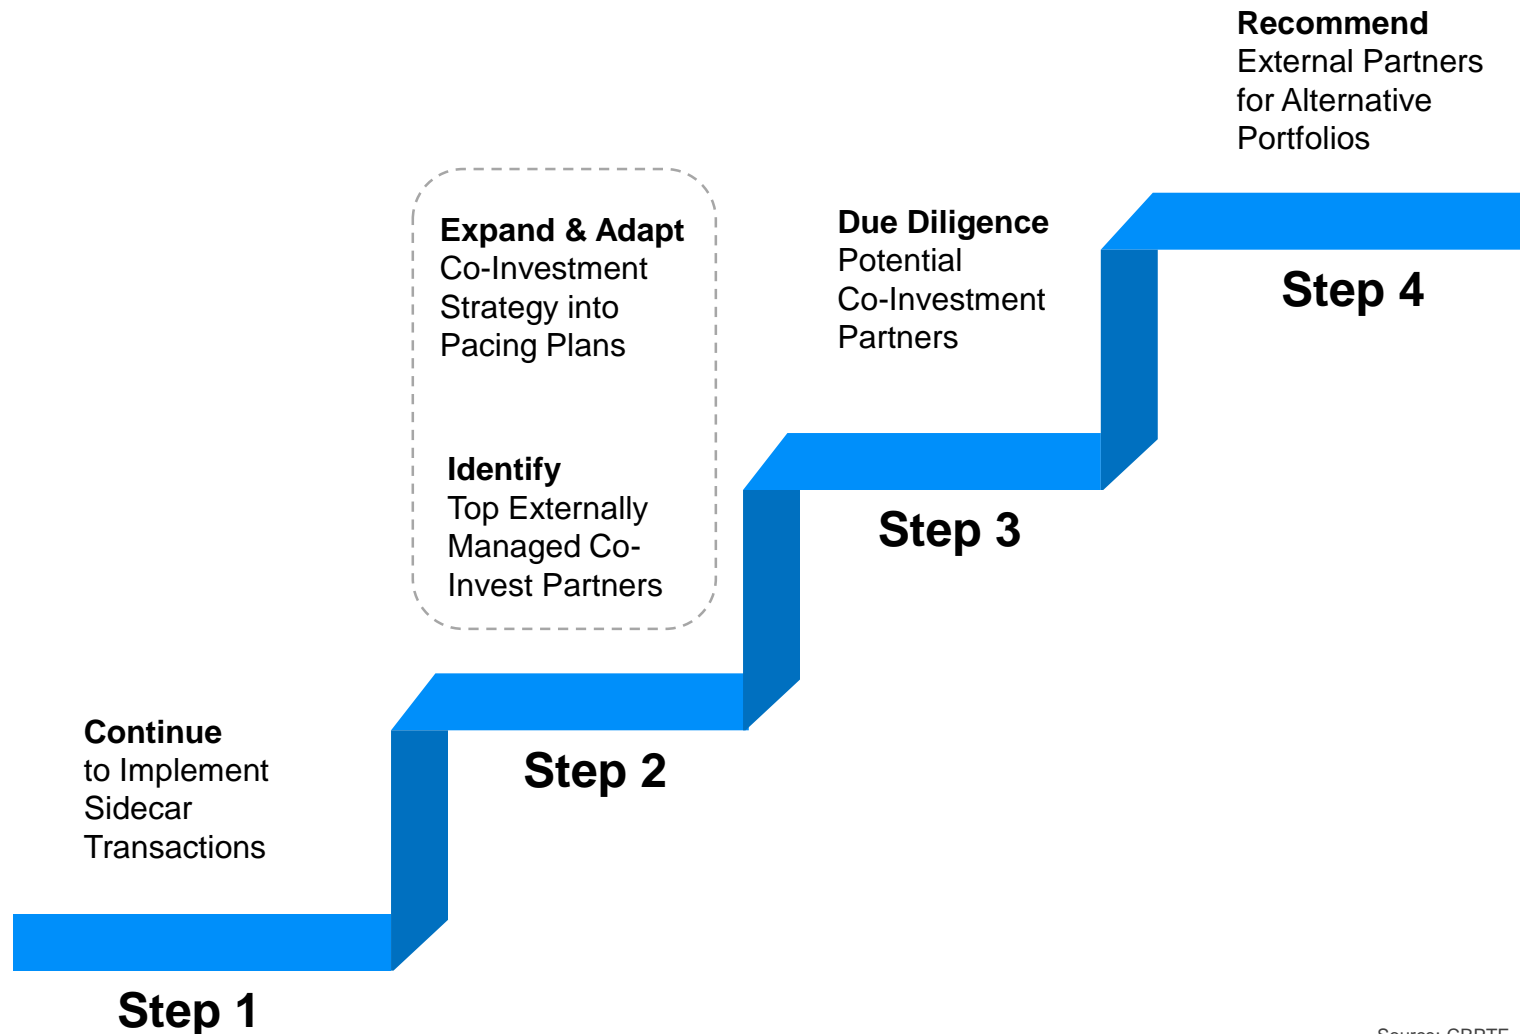 Recommend
External Partners
for Alternative
Portfolios
Expand & Adapt
Co-Investment
Strategy into
Pacing Plans
Due Diligence
Potential
Co-Investment
Partners
Step 4
Identify
Top Externally
Managed Co-
Invest Partners
Step 3
Continue
to Implement
Sidecar
Transactions
Step 2
Step 1
Source: